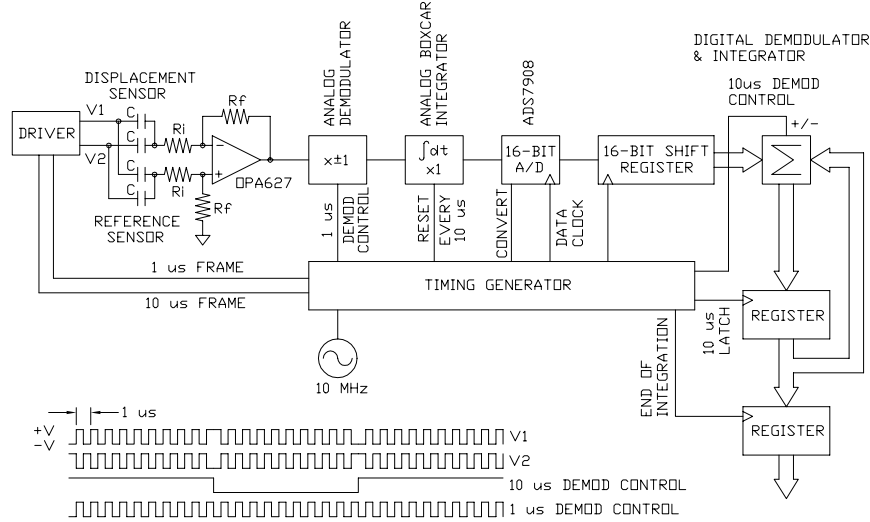 DIGITAL DEMODULATOR
& INTEGRATOR
10us DEMOD
CONTROL
+/-
ANALOG
DEMODULATOR
ANALOG BOXCAR
INTEGRATOR
ADS7908
DISPLACEMENT
SENSOR
V1
V2
DRIVER
C
C
C
C
Ri
Ri
Rf
Rf
-
+
OPA627
REFERENCE
SENSOR
x±1
∫αdt
x1
16-BIT
A/D
16-BIT SHIFT
REGISTER
Σ
1 us
DEMOD
CONTROL
RESET
EVERY
10 us
CONVERT
DATA
CLOCK
1 us FRAME
10 us FRAME
TIMING GENERATOR
10 MHz
10 us
LATCH
REGISTER
END OF
INTEGRATION
REGISTER
1 us
+V
-V
V1
V2
10 us DEMOD CONTROL
1 us DEMOD CONTROL